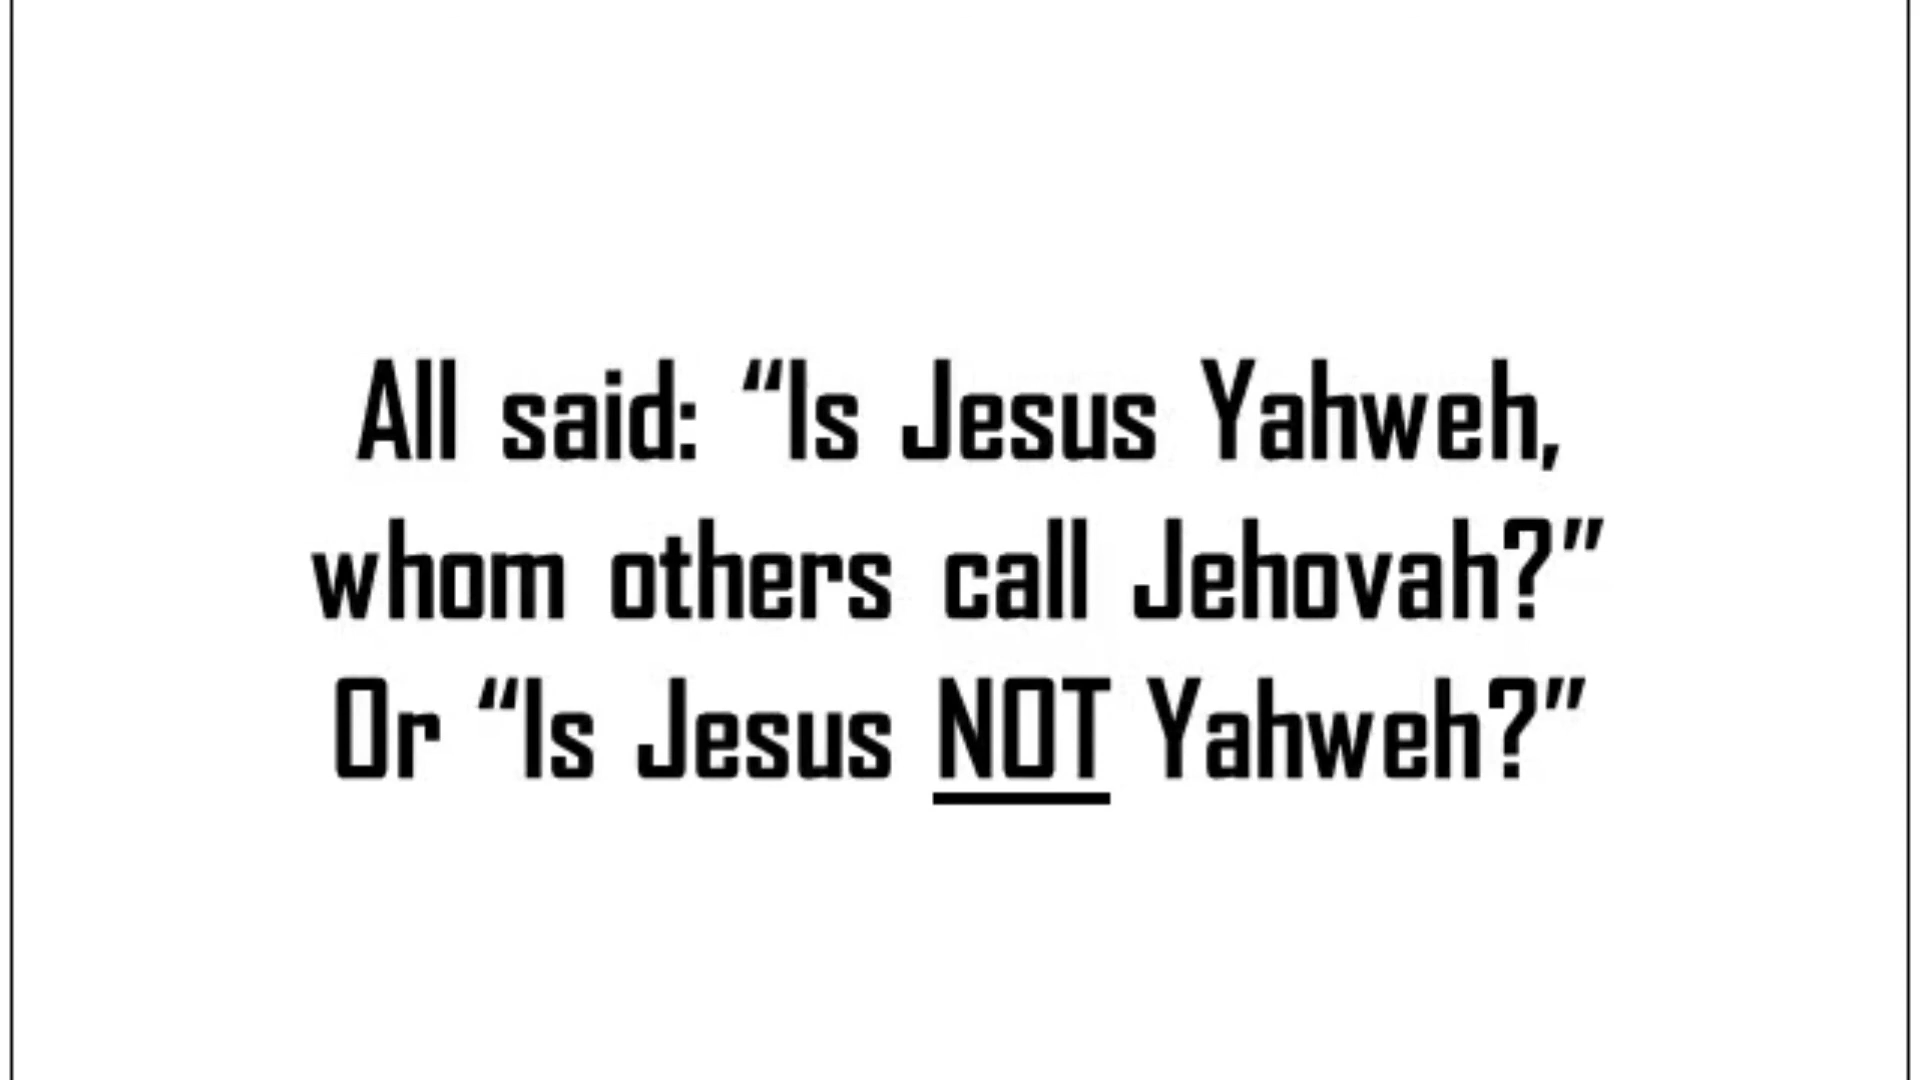 All said: “Is Jesus Yahweh,
whom others call Jehovah?”
Or “Is Jesus NOT Yahweh?”